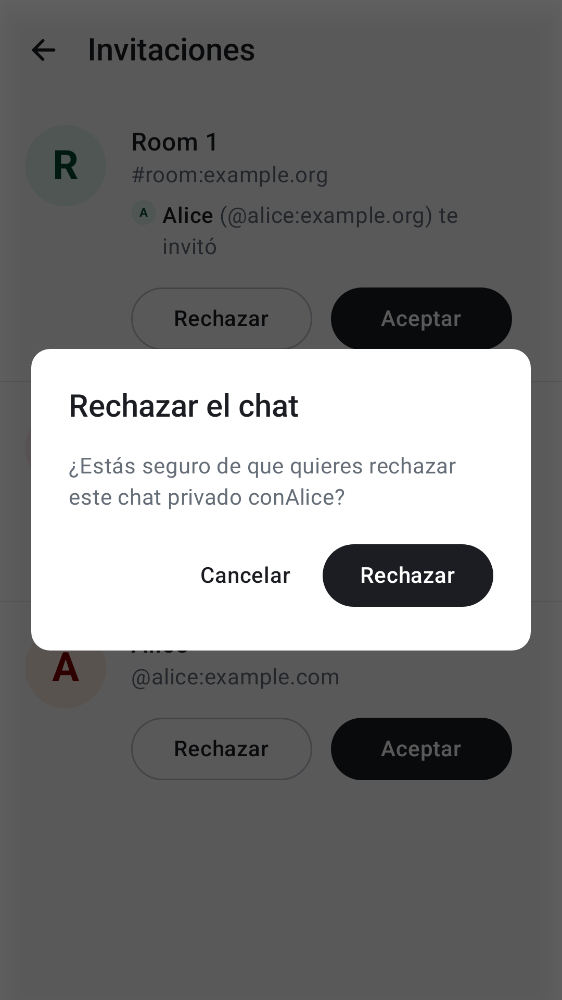 Invitaciones
R
Room 1
#room:example.org
A Alice (@alice:example.org) te
invitó
Rechazar Aceptar
Rechazar el chat
¿Estás seguro de que quieres rechazar
este chat privado conAlice?
Cancelar Rechazar
A
@alice:example.com
Rechazar Aceptar